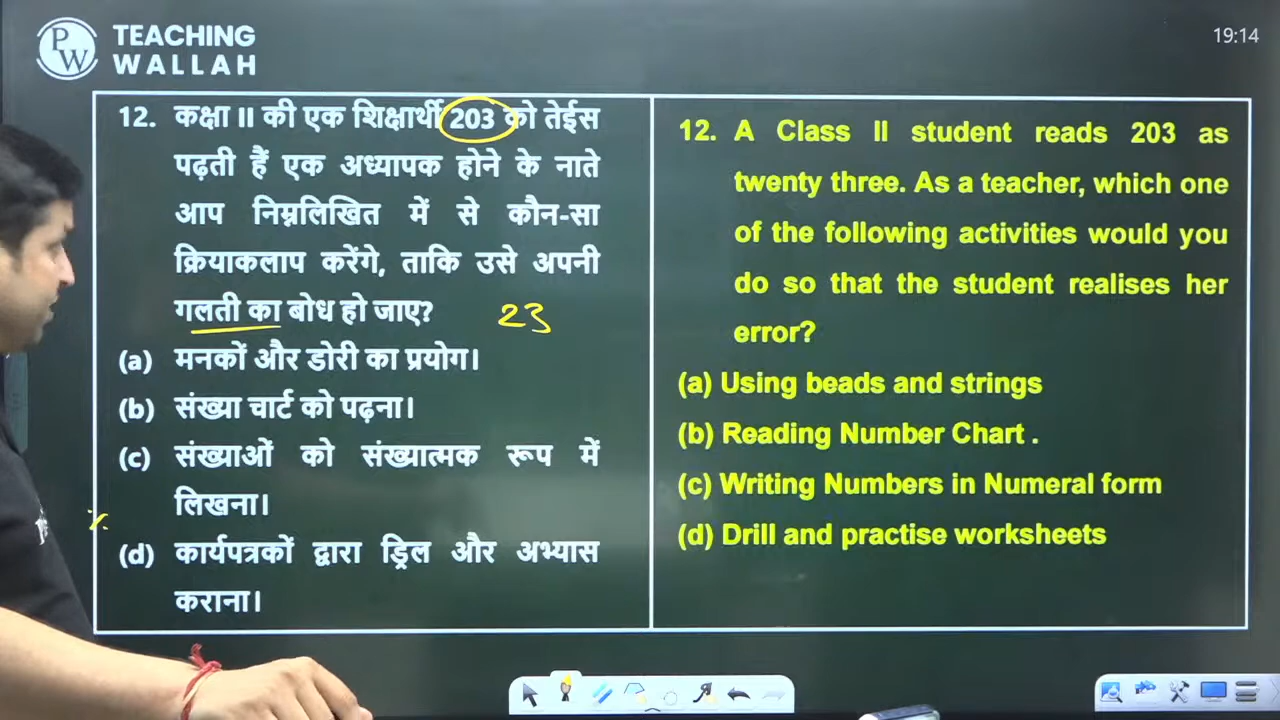 TEACHING
WALLAH
PW
19:14
12. कक्षा II की एक शिक्षार्थी 203 को तेईस
पढ़ती हैं एक अध्यापक होने के नाते
आप निम्नलिखित में से कौन-सा
क्रियाकलाप करेंगे, ताकि उसे अपनी
गलती का बोध हो जाए?
23
(a) मनकों और डोरी का प्रयोग।
(b) संख्या चार्ट को पढ़ना।
(c) संख्याओं को संख्यात्मक रूप में
लिखना।
(d) कार्यपत्रकों द्वारा ड्रिल और अभ्यास
कराना।
12. A Class II student reads 203 as
twenty three. As a teacher, which one
of the following activities would you
do so that the student realises her
error?
(a) Using beads and strings
(b) Reading Number Chart .
(c) Writing Numbers in Numeral form
(d) Drill and practise worksheets